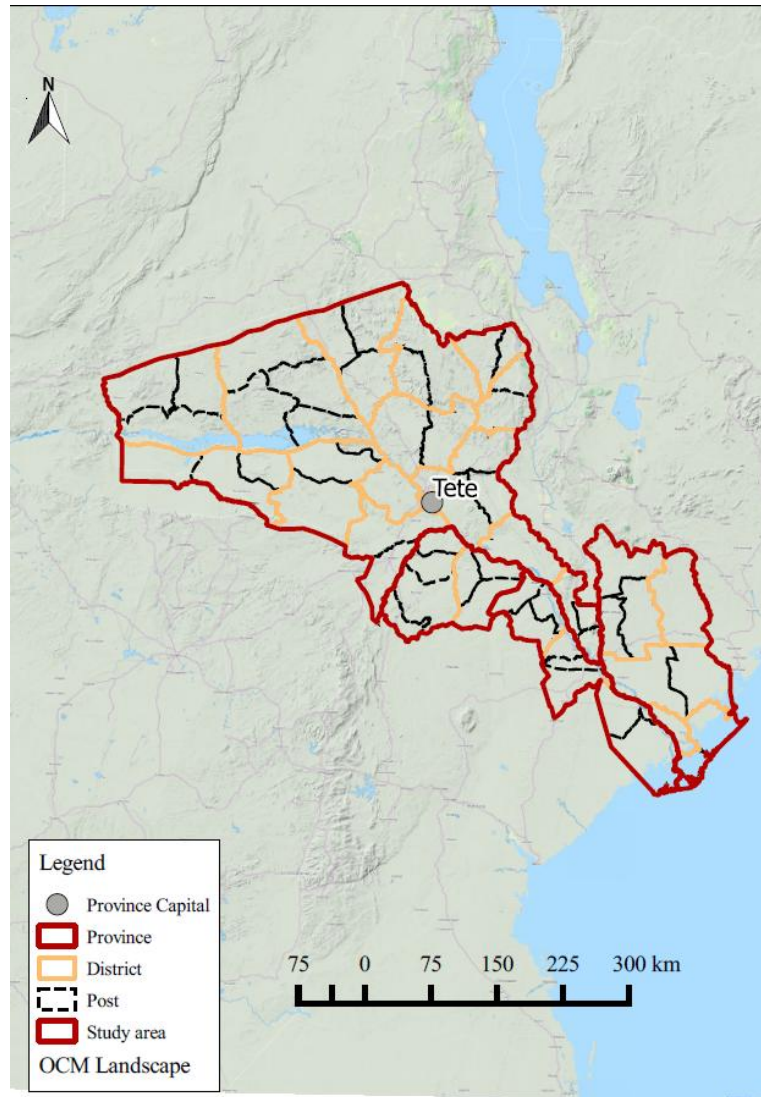 N
Tete
Legend
Province Capital
Province
District
Post
Study area
OCM Landscape
75 0 75 150 225 300 km